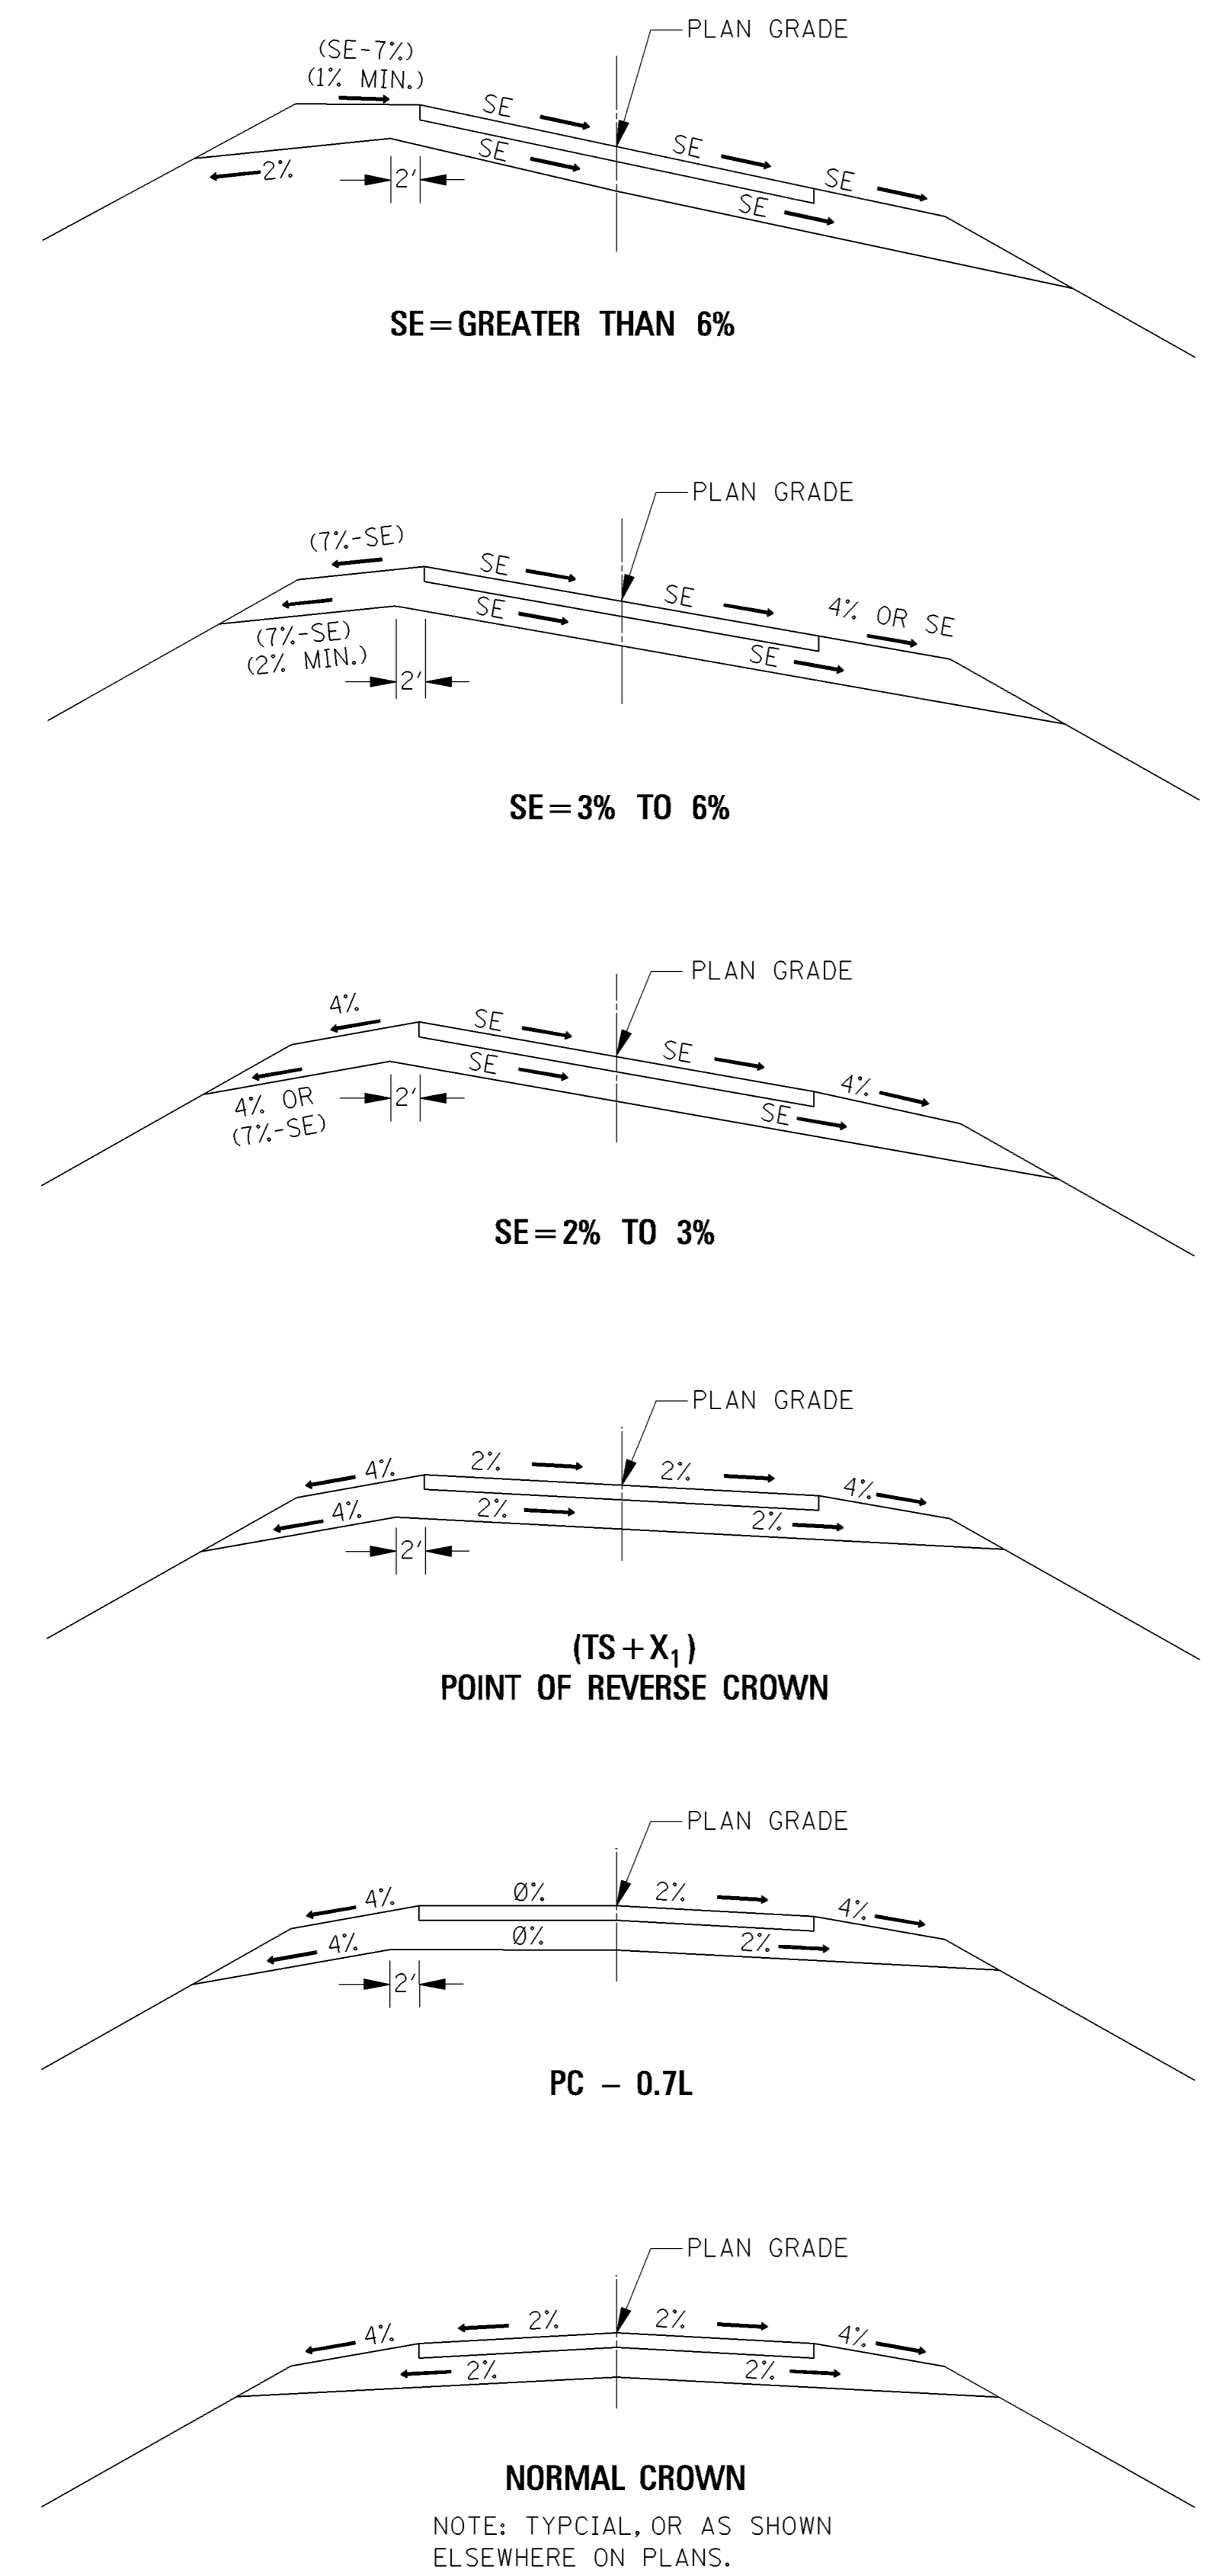 PLAN GRADE
(SE-7%)
(1% MIN.)
SE
SE
SE
SE
SE
2%
2'
SE=GREATER THAN 6%
PLAN GRADE
(7%-SE)
SE
SE
4% OR SE
SE
(7%-SE)
(2% MIN.)
SE
2'
SE=3% TO 6%
PLAN GRADE
4%
SE
SE
SE
4%
4% OR
(7%-SE)
2'
SE
SE=2% TO 3%
PLAN GRADE
4%
2%
2%
4%
4%
2%
2%
2'
(TS+X₁)
POINT OF REVERSE CROWN
PLAN GRADE
4%
Ø%
2%
4%
4%
Ø%
2%
2'
PC – 0.7L
PLAN GRADE
4%
2%
2%
4%
2%
2%
NORMAL CROWN
NOTE: TYPCIAL, OR AS SHOWN
ELSEWHERE ON PLANS.